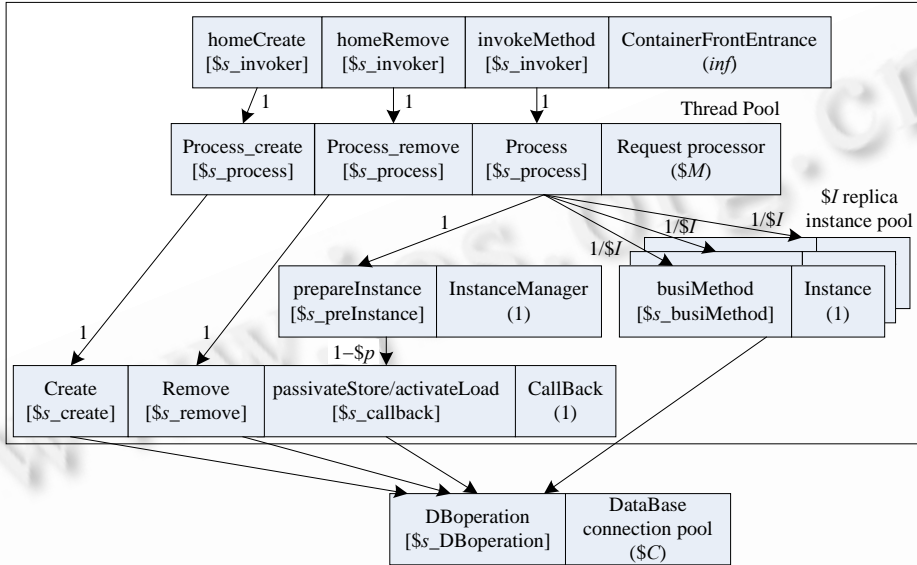 homeCreate
[$s_invoker]
homeRemove
[$s_invoker]
invokeMethod
[$s_invoker]
ContainerFrontEntrance
(inf)
1
1
1
Thread Pool
Process_create
[$s_process]
Process_remove
[$s_process]
Process
[$s_process]
Request processor
($M)
$I replica
instance pool
1
1/$I
1/$I
1/$I
prepareInstance
[$s_preInstance]
InstanceManager
(1)
busiMethod
[$s_busiMethod]
Instance
(1)
1
1
1−$p
Create
[$s_create]
Remove
[$s_remove]
passivateStore/activateLoad
[$s_callback]
CallBack
(1)
DBoperation
[$s_DBoperation]
DataBase
connection pool
($C)